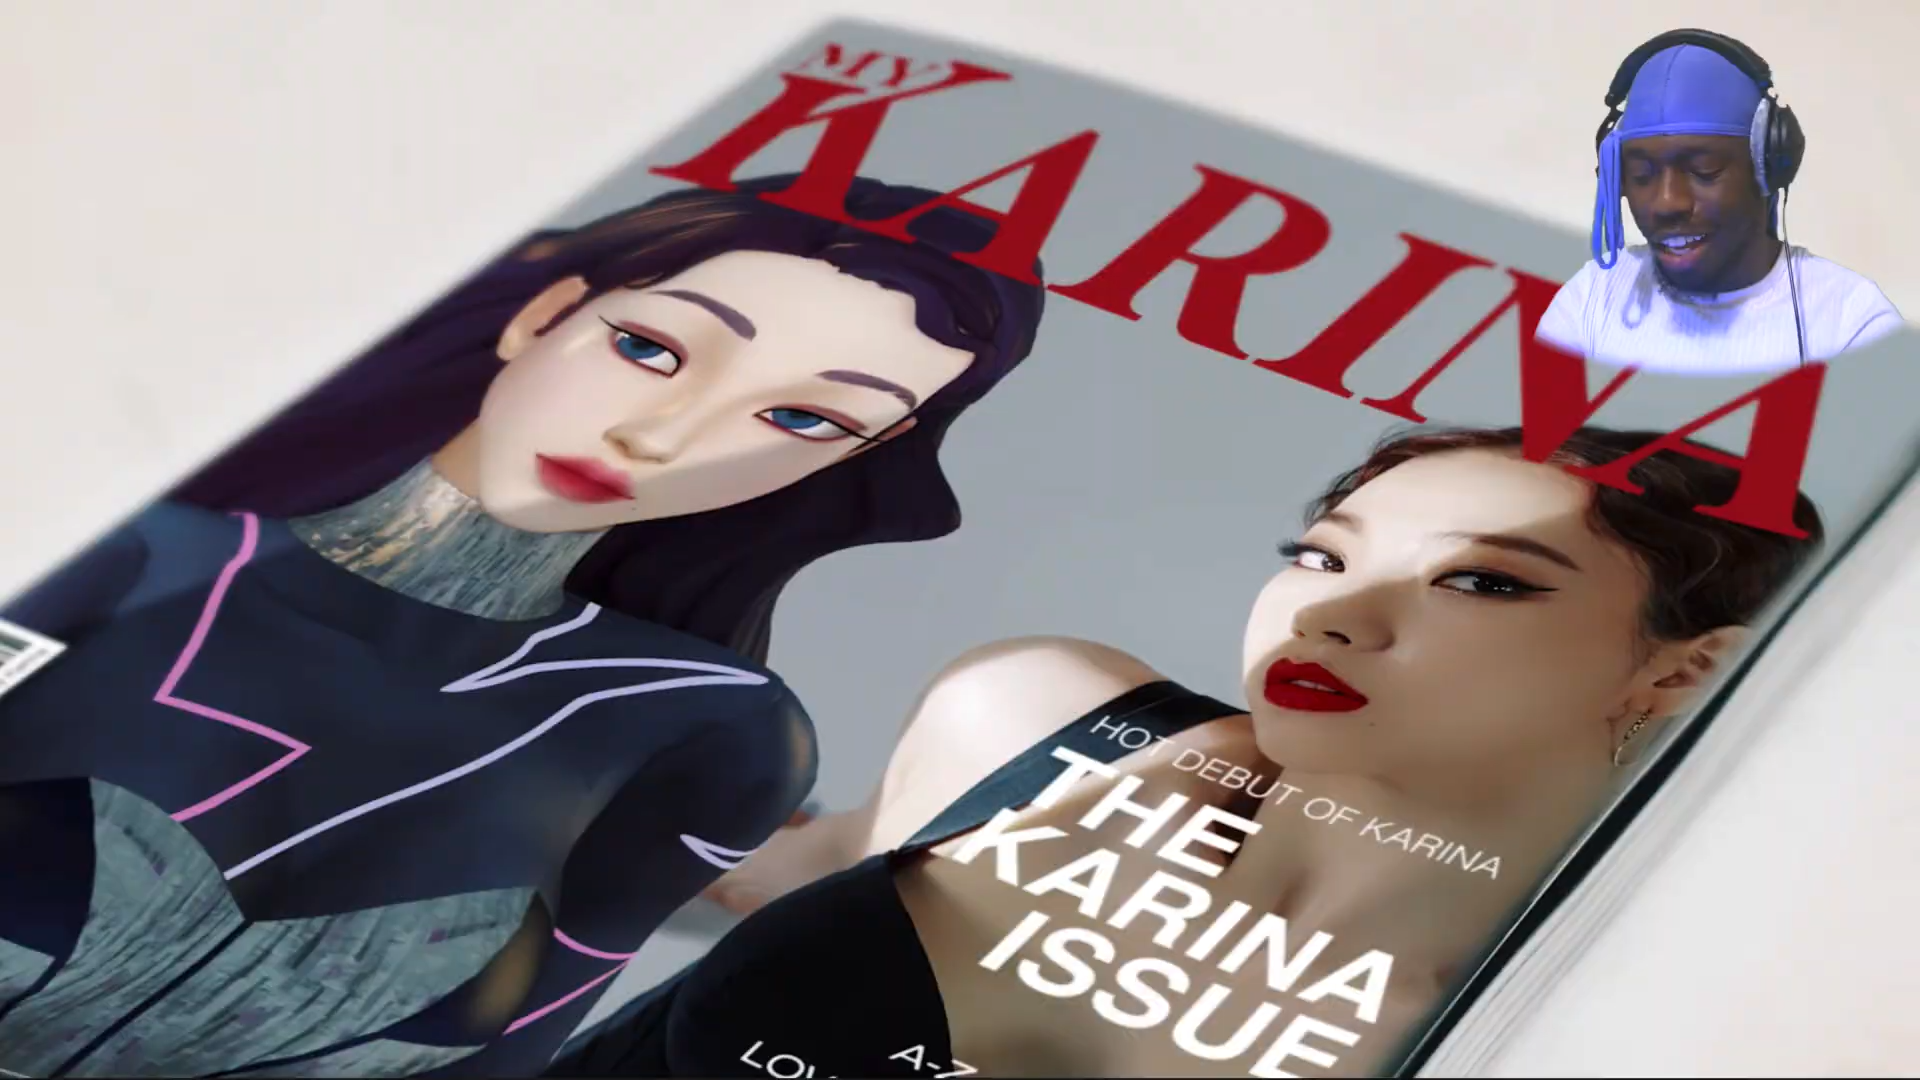 MY
KARINA
HOT DEBUT OF KARINA
THE
KARINA
ISSUE
A-Z